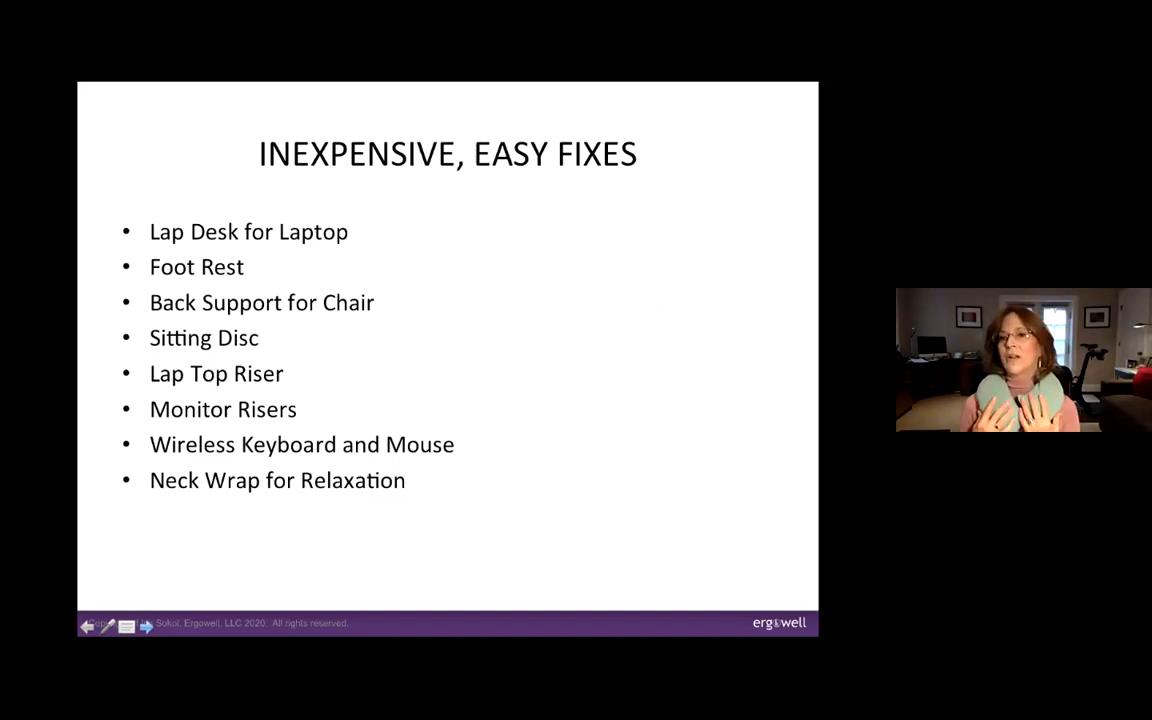 INEXPENSIVE, EASY FIXES
• Lap Desk for Laptop
• Foot Rest
• Back Support for Chair
• Sitting Disc
• Lap Top Riser
• Monitor Risers
• Wireless Keyboard and Mouse
• Neck Wrap for Relaxation
Sokol, Ergowell, LLC 2020. All rights reserved.
ergowell